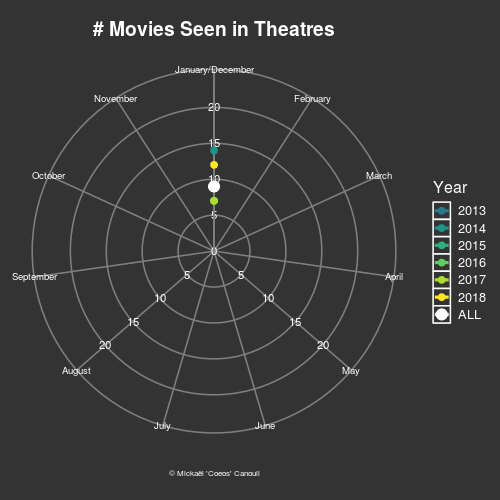 # Movies Seen in Theatres
January/December
November
February
20
15
10
October
March
5
Year
2013
2014
2015
2016
2017
2018
ALL
0
September
5
5
April
10
10
15
15
20
20
August
May
July
June
© Mickaël 'Coeos' Canouil